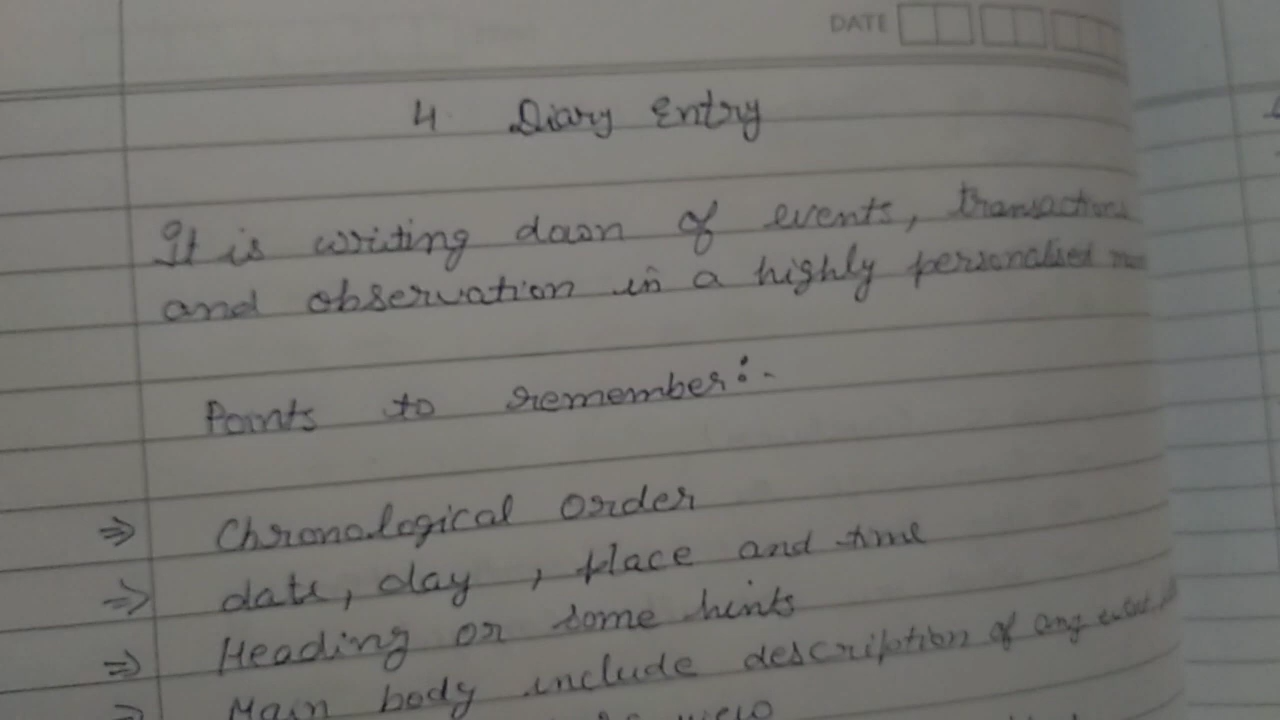 DATE
4. Diary Entry
It is writing down of events, transactions
and observation in a highly personalised
Points to remember:-
⇒ Chronological order
⇒ date, day, place and time
⇒ Heading or some hints
⇒ Main body include description of any